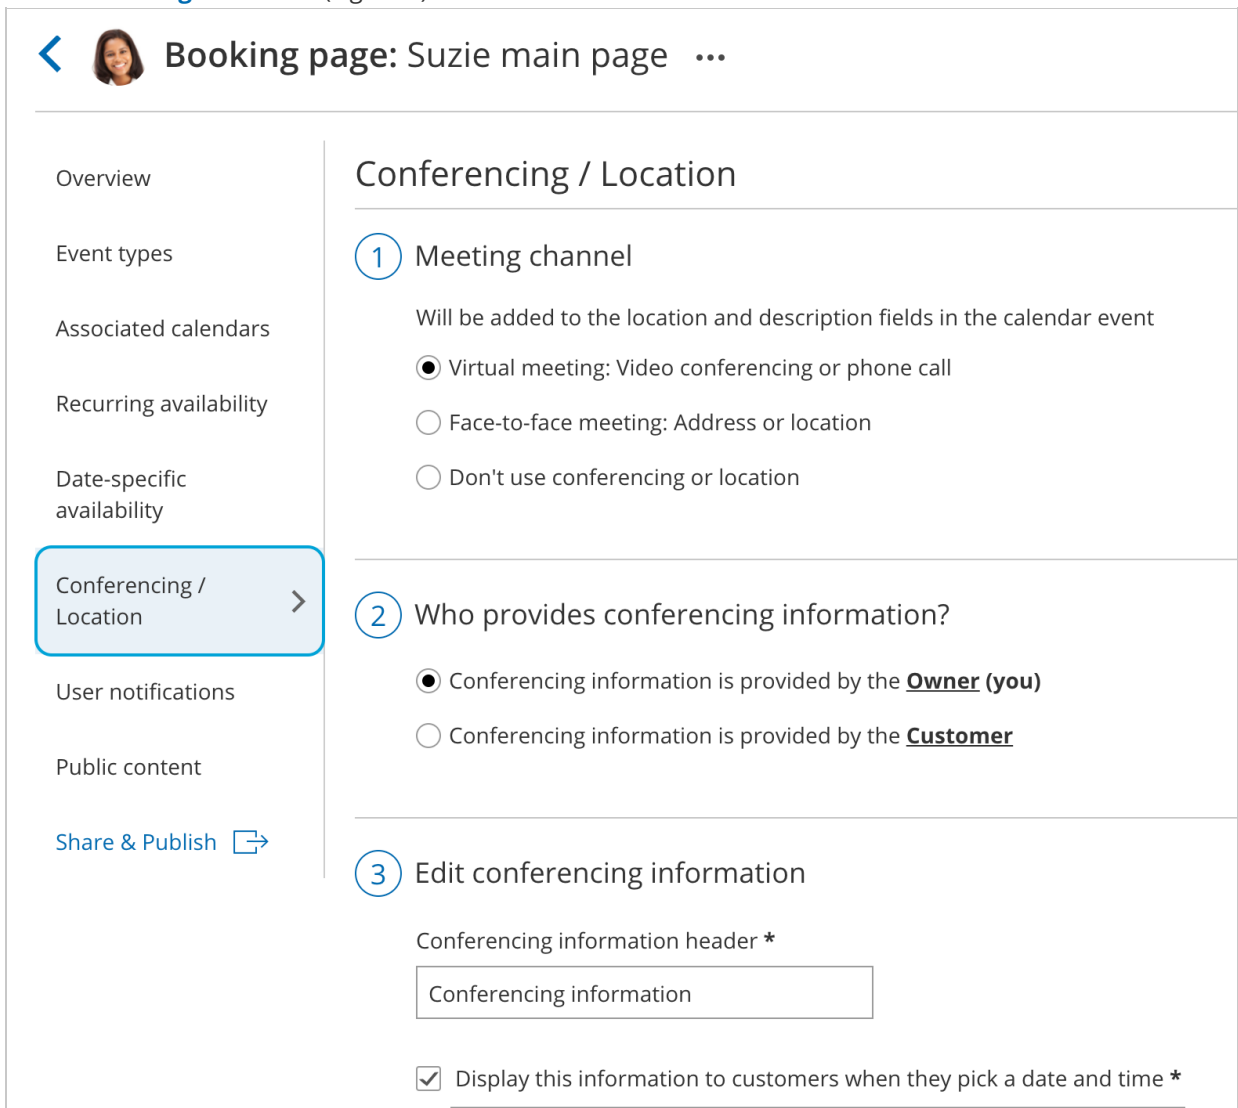 Booking page: Suzie main page
Overview
Event types
Associated calendars
Recurring availability
Date-specific
availability
Conferencing /
Location
User notifications
Public content
Share & Publish
Conferencing / Location
1 Meeting channel
Will be added to the location and description fields in the calendar event
Virtual meeting: Video conferencing or phone call
Face-to-face meeting: Address or location
Don't use conferencing or location
2 Who provides conferencing information?
Conferencing information is provided by the Owner (you)
Conferencing information is provided by the Customer
3 Edit conferencing information
Conferencing information header *
Conferencing information
Display this information to customers when they pick a date and time *